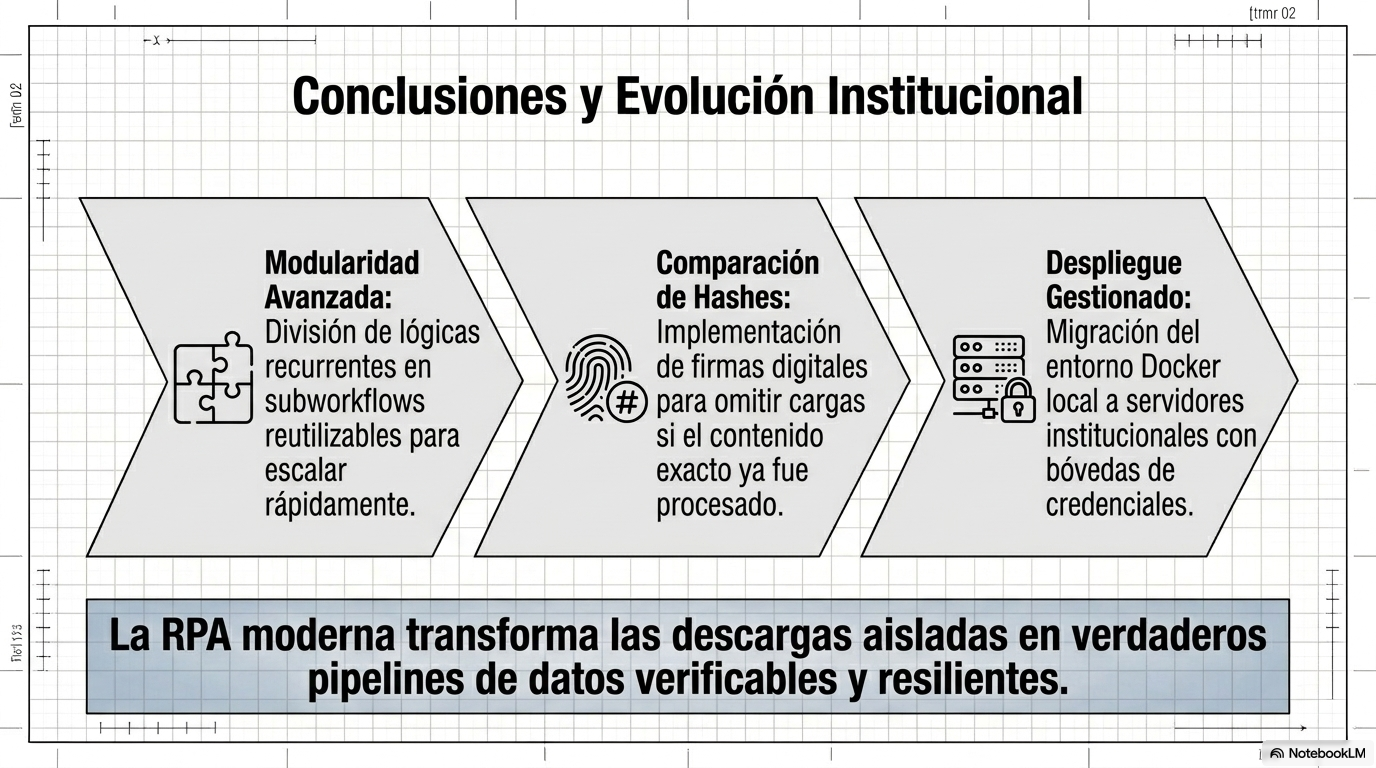 Conclusiones y Evolución Institucional
Modularidad
Avanzada:
División de lógicas
recurrentes en
subworkflows
reutilizables para
escalar
rápidamente.
Comparación
de Hashes:
Implementación
de firmas digitales
para omitir cargas
si el contenido
exacto ya fue
procesado.
#
Despliegue
Gestionado:
Migración del
entorno Docker
local a servidores
institucionales con
bóvedas de
credenciales.
La RPA moderna transforma las descargas aisladas en verdaderos
pipelines de datos verificables y resilientes.
NotebookLM